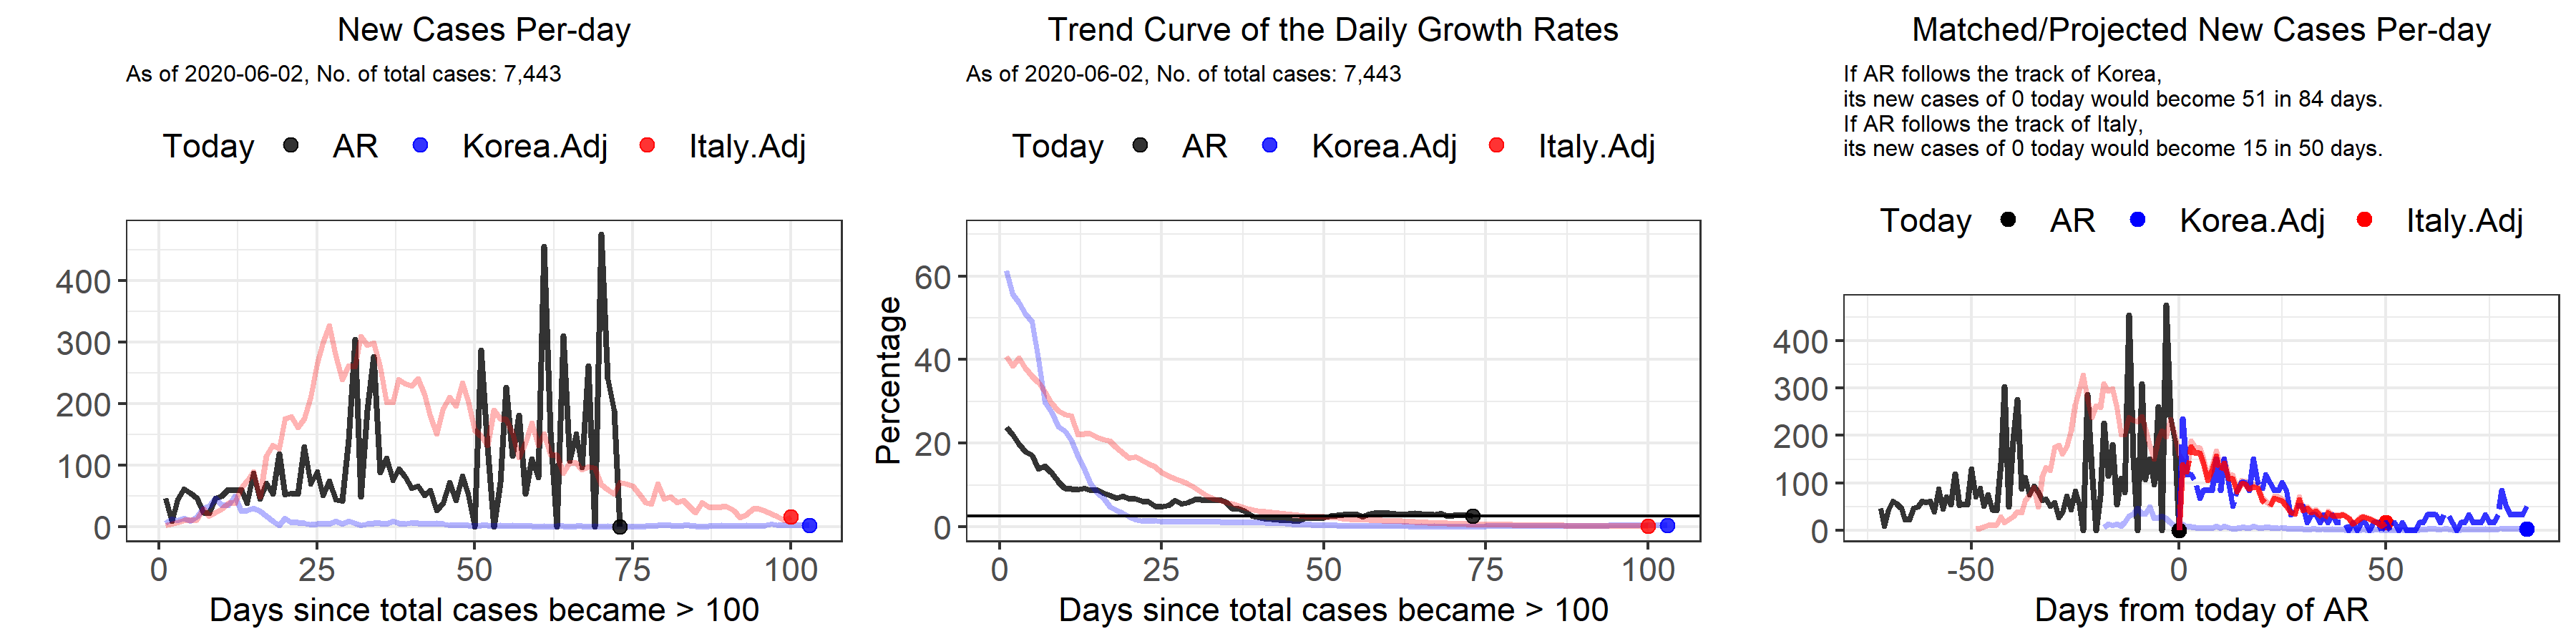 New Cases Per-day
As of 2020-06-02, No. of total cases: 7,443
Today AR Korea.Adj Italy.Adj
400
300
200
100
0
0 25 50 75 100
Days since total cases became > 100
Trend Curve of the Daily Growth Rates
As of 2020-06-02, No. of total cases: 7,443
Today AR Korea.Adj Italy.Adj
Percentage
60
40
20
0
0 25 50 75 100
Days since total cases became > 100
Matched/Projected New Cases Per-day
If AR follows the track of Korea,
its new cases of 0 today would become 51 in 84 days.
If AR follows the track of Italy,
its new cases of 0 today would become 15 in 50 days.
Today AR Korea.Adj Italy.Adj
400
300
200
100
0
-50 0 50
Days from today of AR